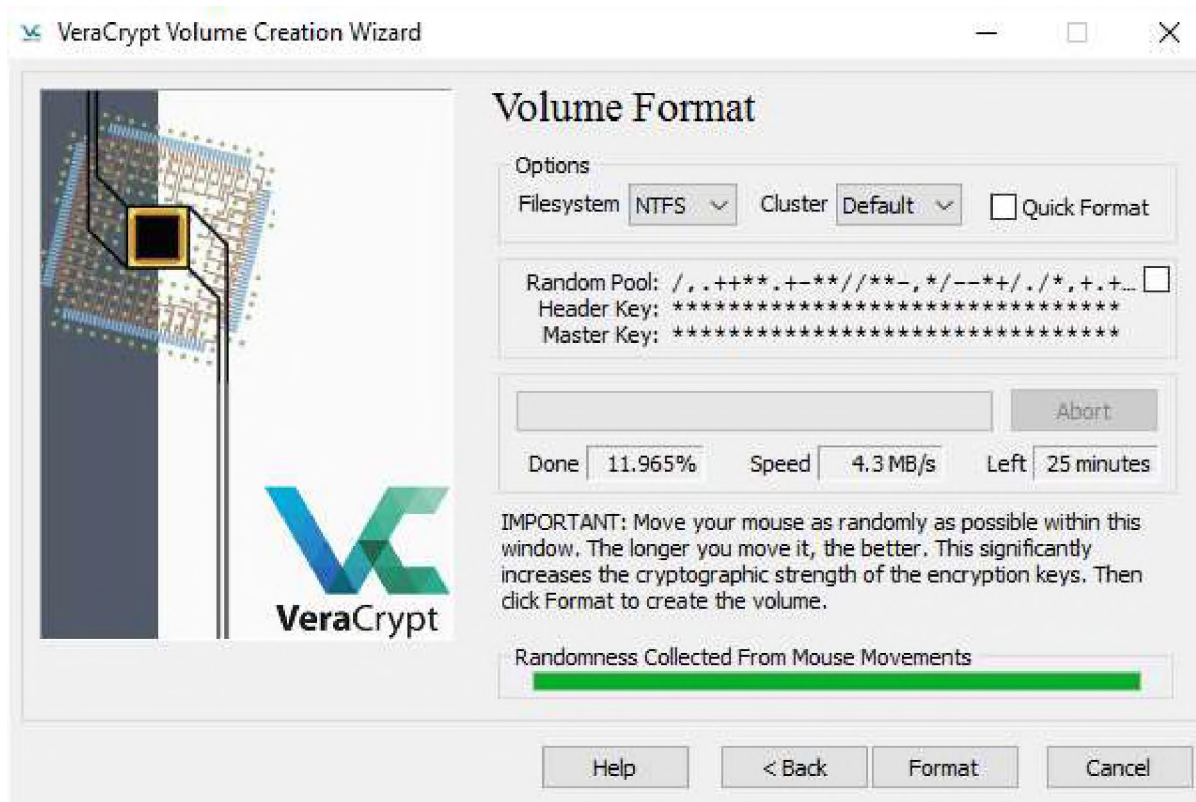 VeraCrypt Volume Creation Wizard
Volume Format
Options
Filesystem NTFS Cluster Default Quick Format
Random Pool: /,.++**.+-**//**-,*/--*+/./*,+.+...
Header Key: ********************************
Master Key: ********************************
Abort
Done 11.965% Speed 4.3 MB/s Left 25 minutes
IMPORTANT: Move your mouse as randomly as possible within this
window. The longer you move it, the better. This significantly
increases the cryptographic strength of the encryption keys. Then
click Format to create the volume.
VeraCrypt
Randomness Collected From Mouse Movements
Help < Back Format Cancel